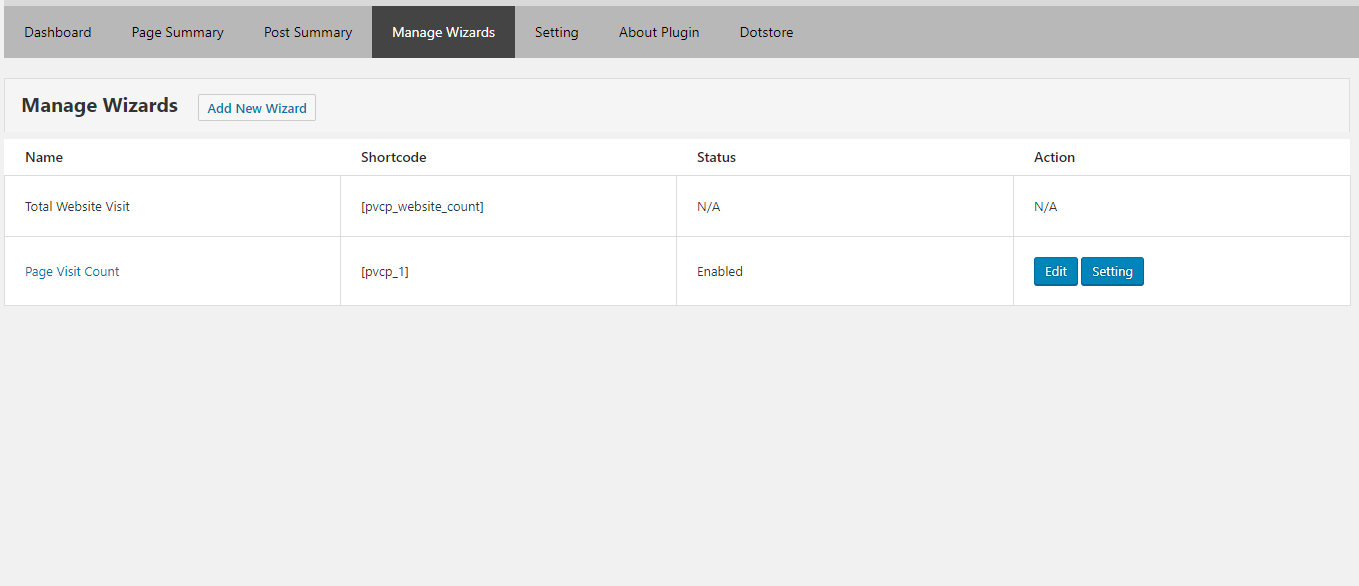 Dashboard Page Summary Post Summary Manage Wizards Setting About Plugin Dotstore
Manage Wizards Add New Wizard
Name Shortcode Status Action
Total Website Visit [pvcp_website_count] N/A N/A
Page Visit Count [pvcp_1] Enabled Edit Setting